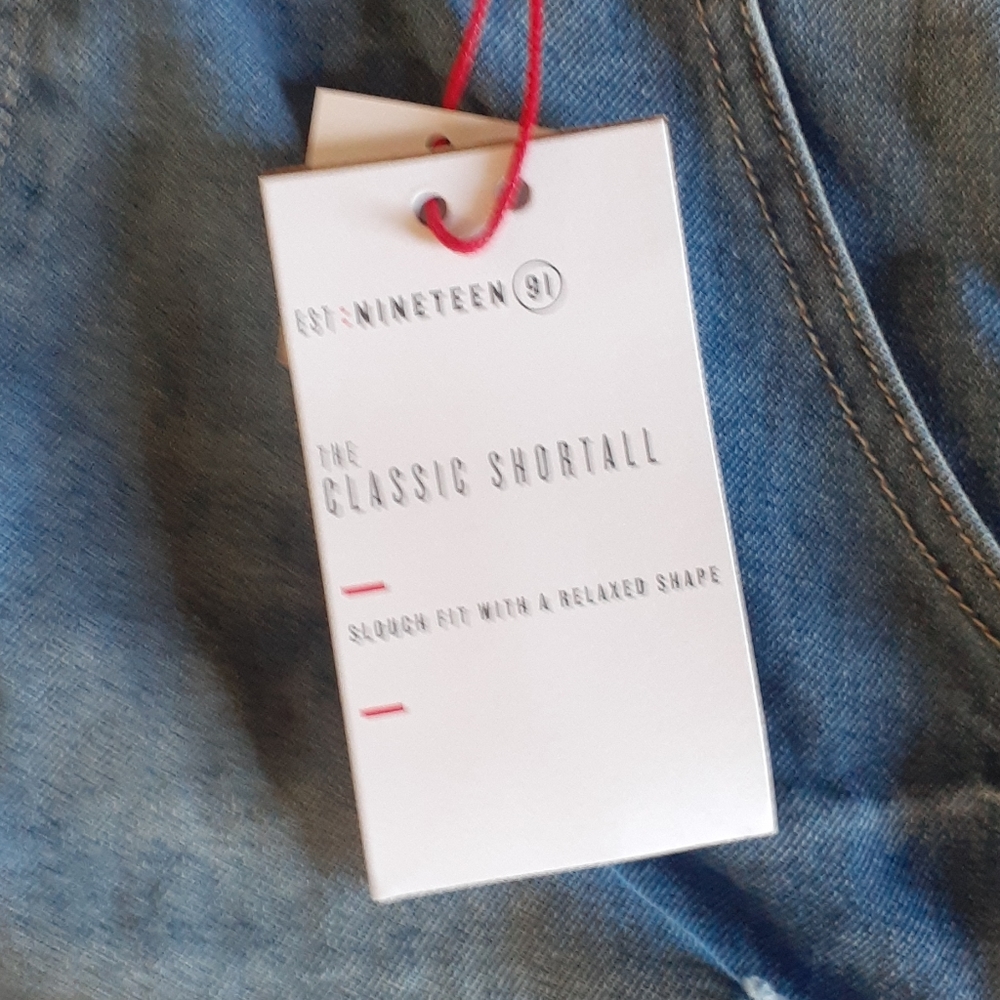 EST:NINETEEN 91
THE
CLASSIC SHORTALL
SLOUCH FIT WITH A RELAXED SHAPE